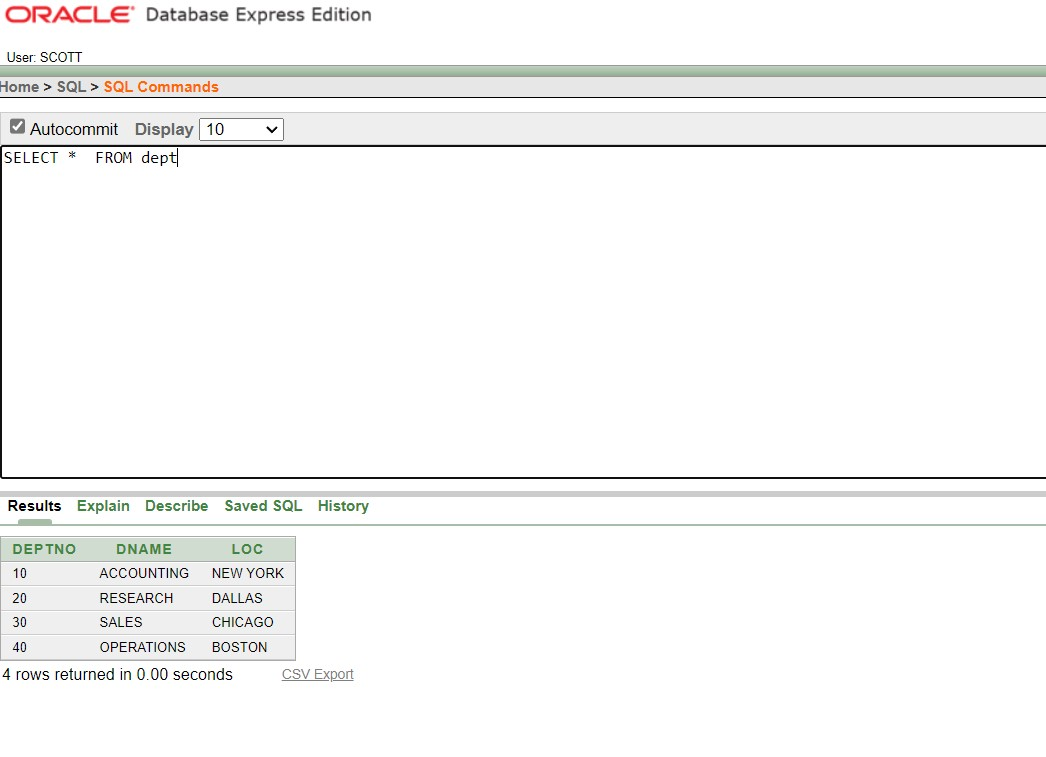 ORACLE® Database Express Edition
User: SCOTT
Home > SQL > SQL Commands
Autocommit Display 10
SELECT *  FROM dept
Results Explain Describe Saved SQL History
DEPTNO DNAME LOC
10 ACCOUNTING NEW YORK
20 RESEARCH DALLAS
30 SALES CHICAGO
40 OPERATIONS BOSTON
4 rows returned in 0.00 seconds CSV Export